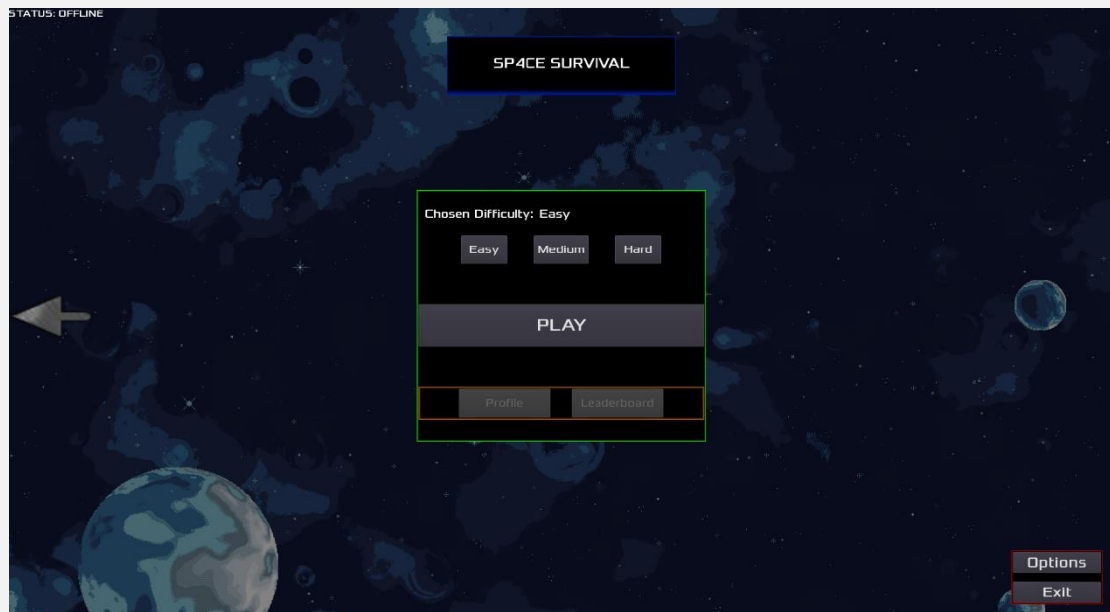 STATUS: OFFLINE
SP4CE SURVIVAL
Chosen Difficulty: Easy
Easy Medium Hard
PLAY
Profile Leaderboard
Options
Exit